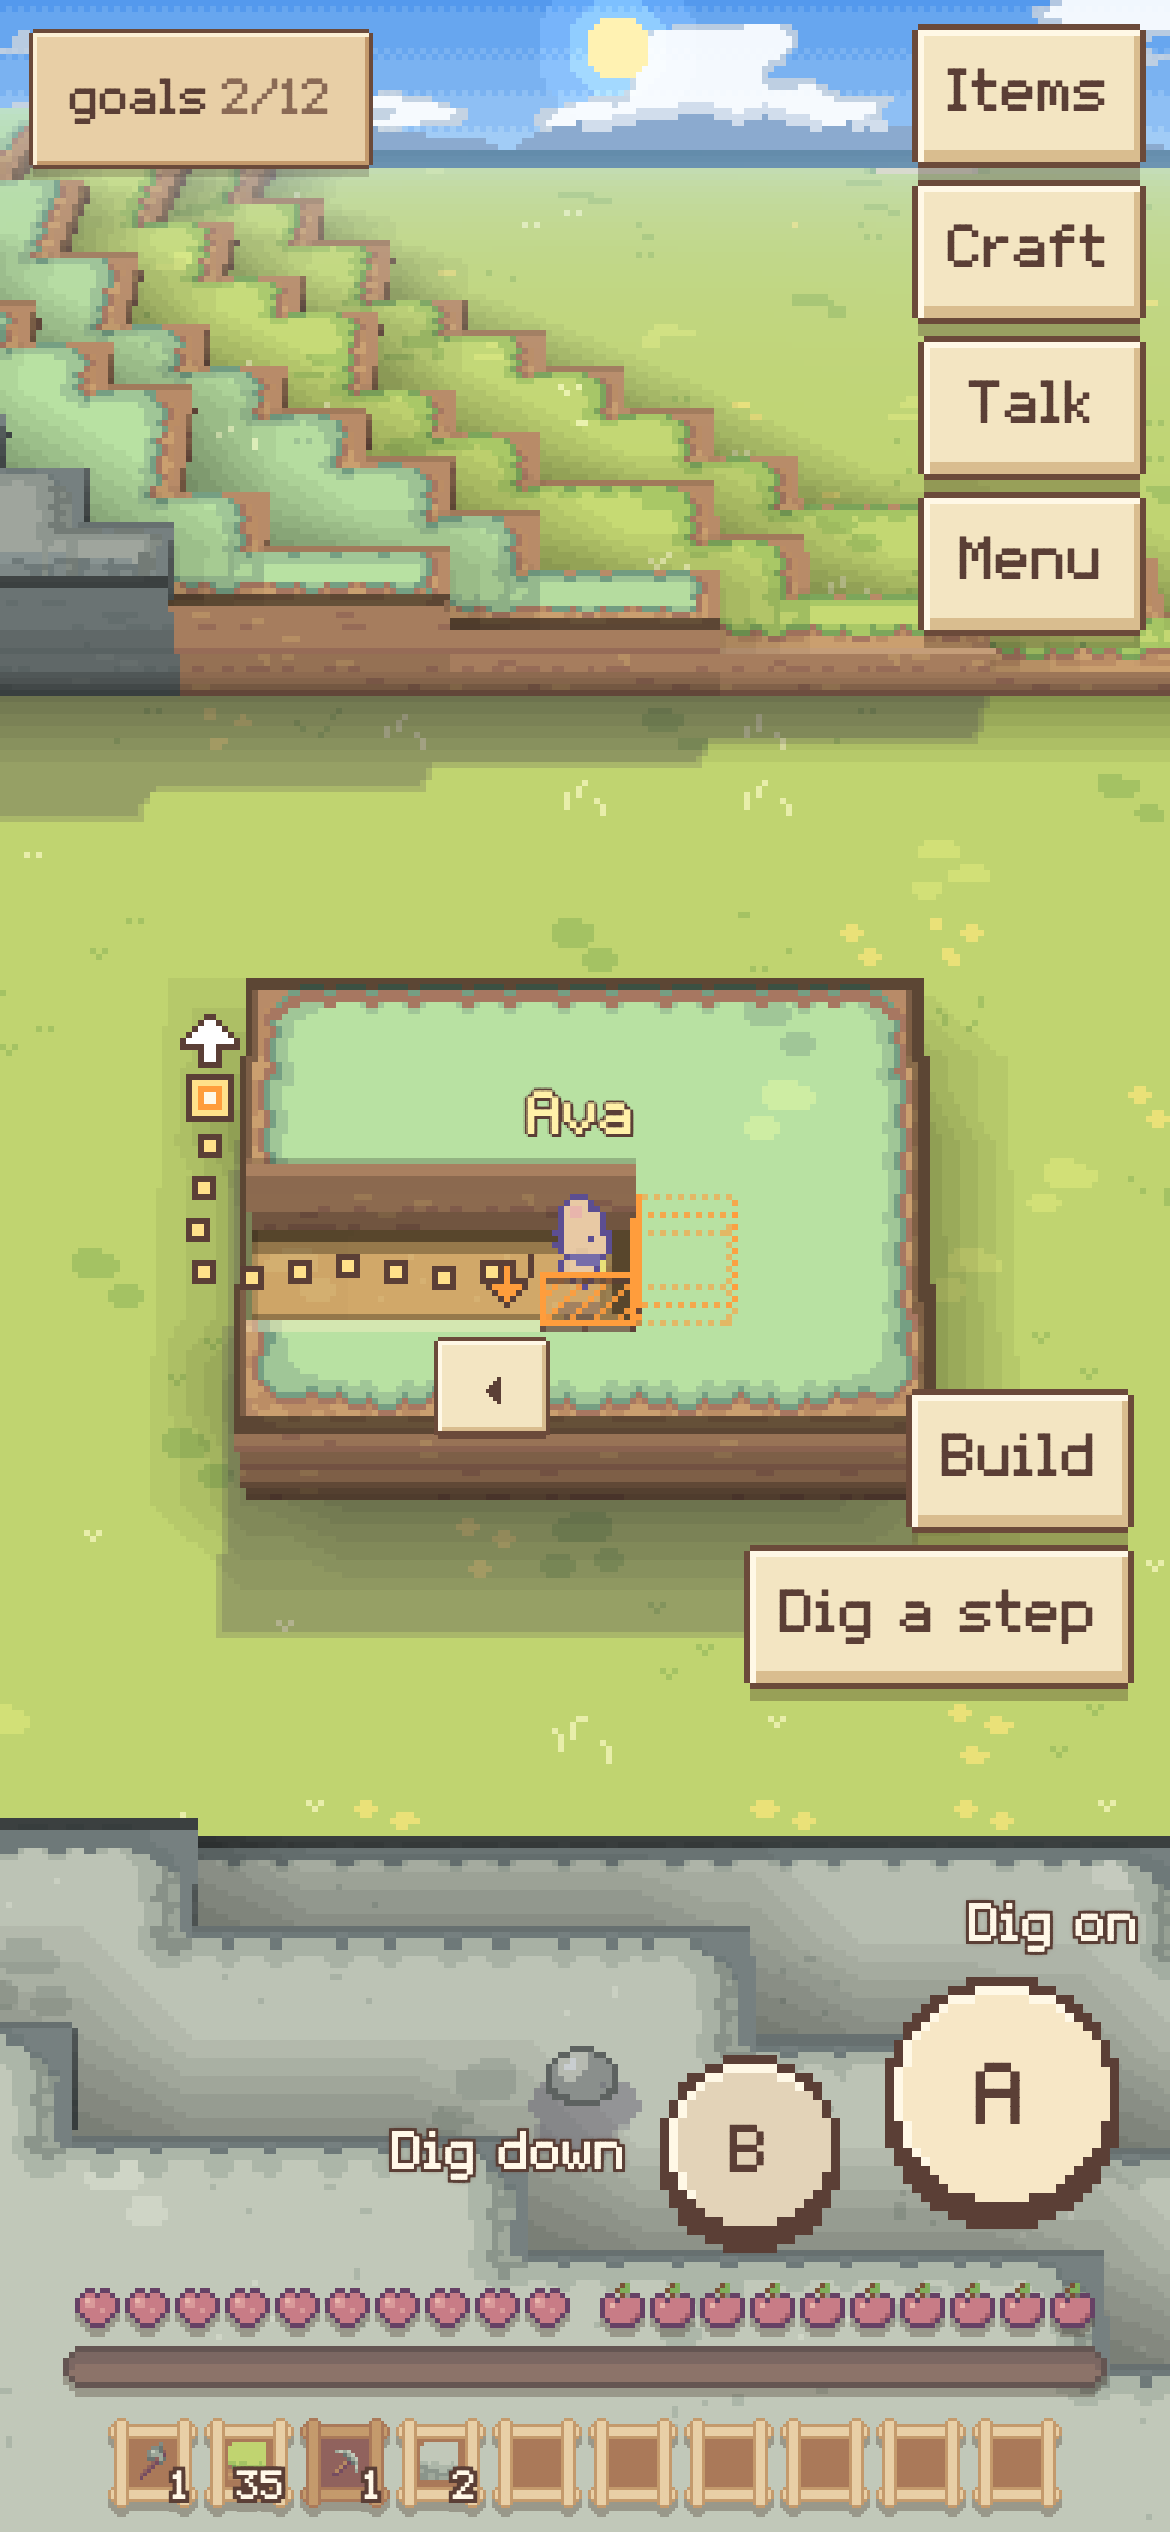 goals 2/12
Items
Craft
Talk
Menu
Ava
Build
Dig a step
Dig on
A
Dig down
B
1
35
1
2